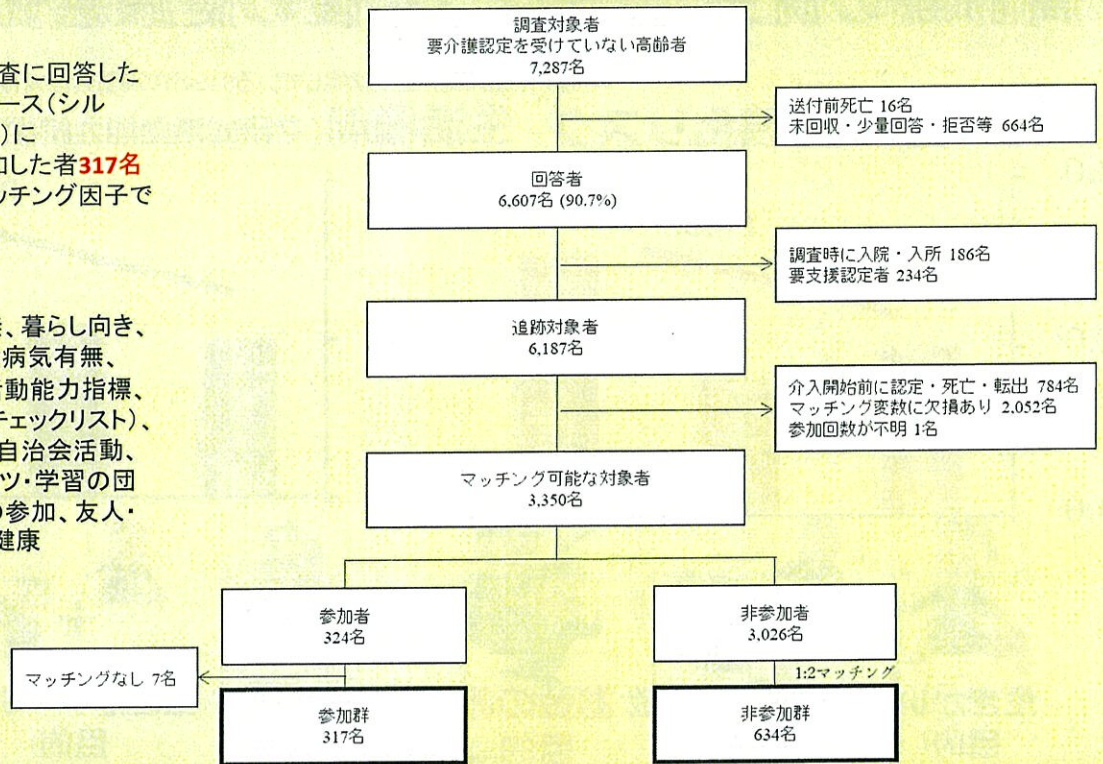 調査対象者
要介護認定を受けていない高齢者
7,287名
査に回答した
ース(シル
)に
加した者317名
ッチング因子で
送付前死亡 16名
未回収・少量回答・拒否等 664名
回答者
6,607名 (90.7%)
調査時に入院・入所 186名
要支援認定者 234名
、暮らし向き、
病気有無、
活動能力指標、
チェックリスト)、
自治会活動、
ツ・学習の団
の参加、友人・
健康
追跡対象者
6,187名
介入開始前に認定・死亡・転出 784名
マッチング変数に欠損あり 2,052名
参加回数が不明 1名
マッチング可能な対象者
3,350名
参加者
324名
非参加者
3,026名
マッチングなし 7名
1:2マッチング
参加群
317名
非参加群
634名